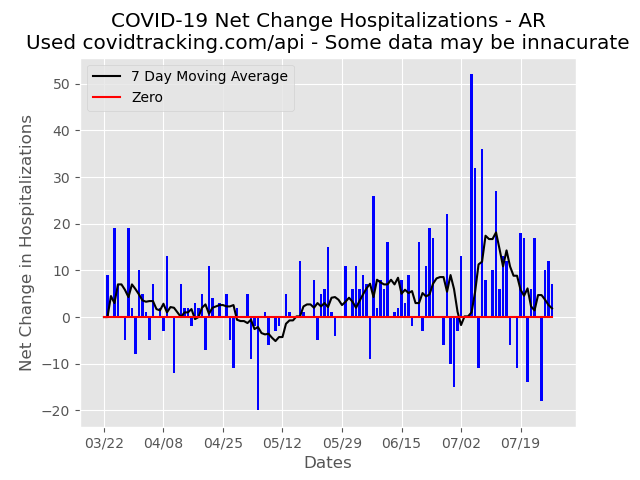 COVID-19 Net Change Hospitalizations - AR
Used covidtracking.com/api - Some data may be innacurate
7 Day Moving Average
Zero
Net Change in Hospitalizations
50
40
30
20
10
0
−10
−20
03/22 04/08 04/25 05/12 05/29 06/15 07/02 07/19
Dates